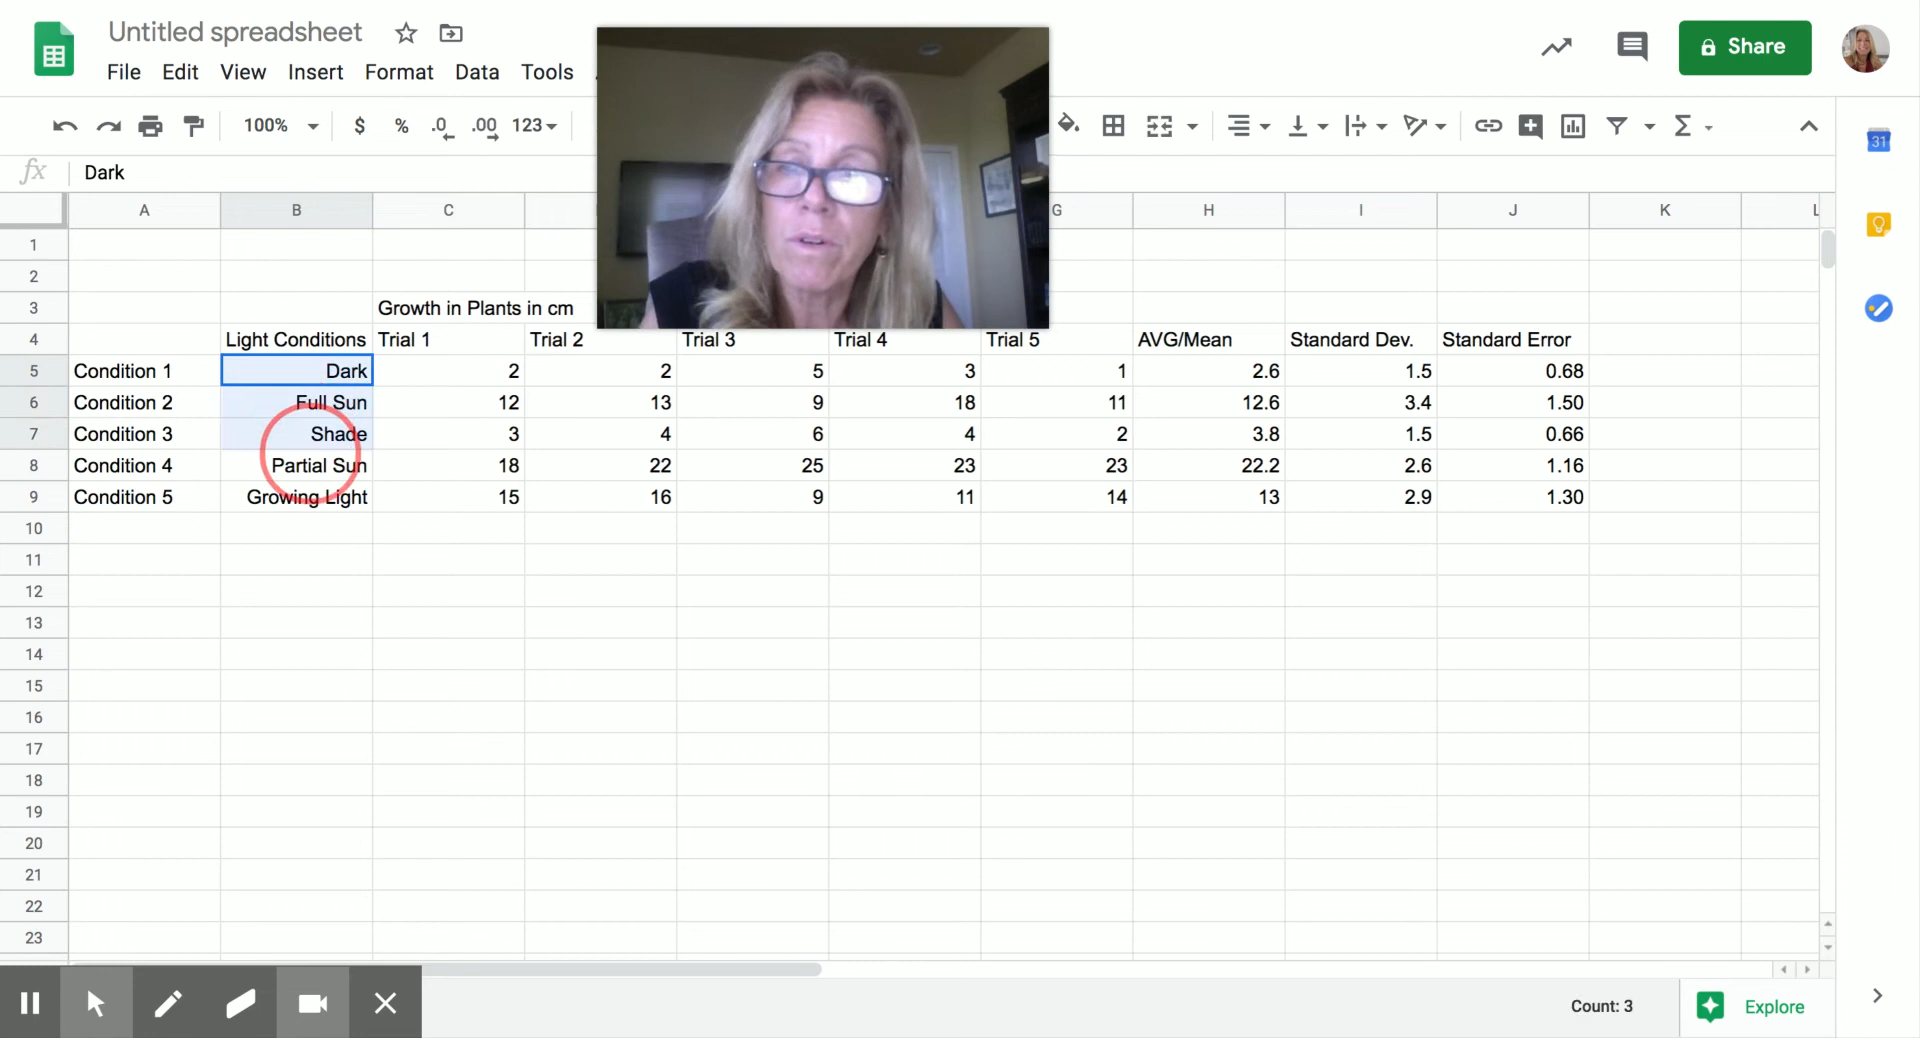 Untitled spreadsheet
File Edit View Insert Format Data Tools
Share
100% $ % .0 .00 123
31
fx Dark
A B C G H I J K L
1
2
3 Growth in Plants in cm
4 Light Conditions Trial 1 Trial 2 Trial 3 Trial 4 Trial 5 AVG/Mean Standard Dev. Standard Error
5 Condition 1 Dark 2 2 5 3 1 2.6 1.5 0.68
6 Condition 2 Full Sun 12 13 9 18 11 12.6 3.4 1.50
7 Condition 3 Shade 3 4 6 4 2 3.8 1.5 0.66
8 Condition 4 Partial Sun 18 22 25 23 23 22.2 2.6 1.16
9 Condition 5 Growing Light 15 16 9 11 14 13 2.9 1.30
10
11
12
13
14
15
16
17
18
19
20
21
22
23
Count: 3 Explore